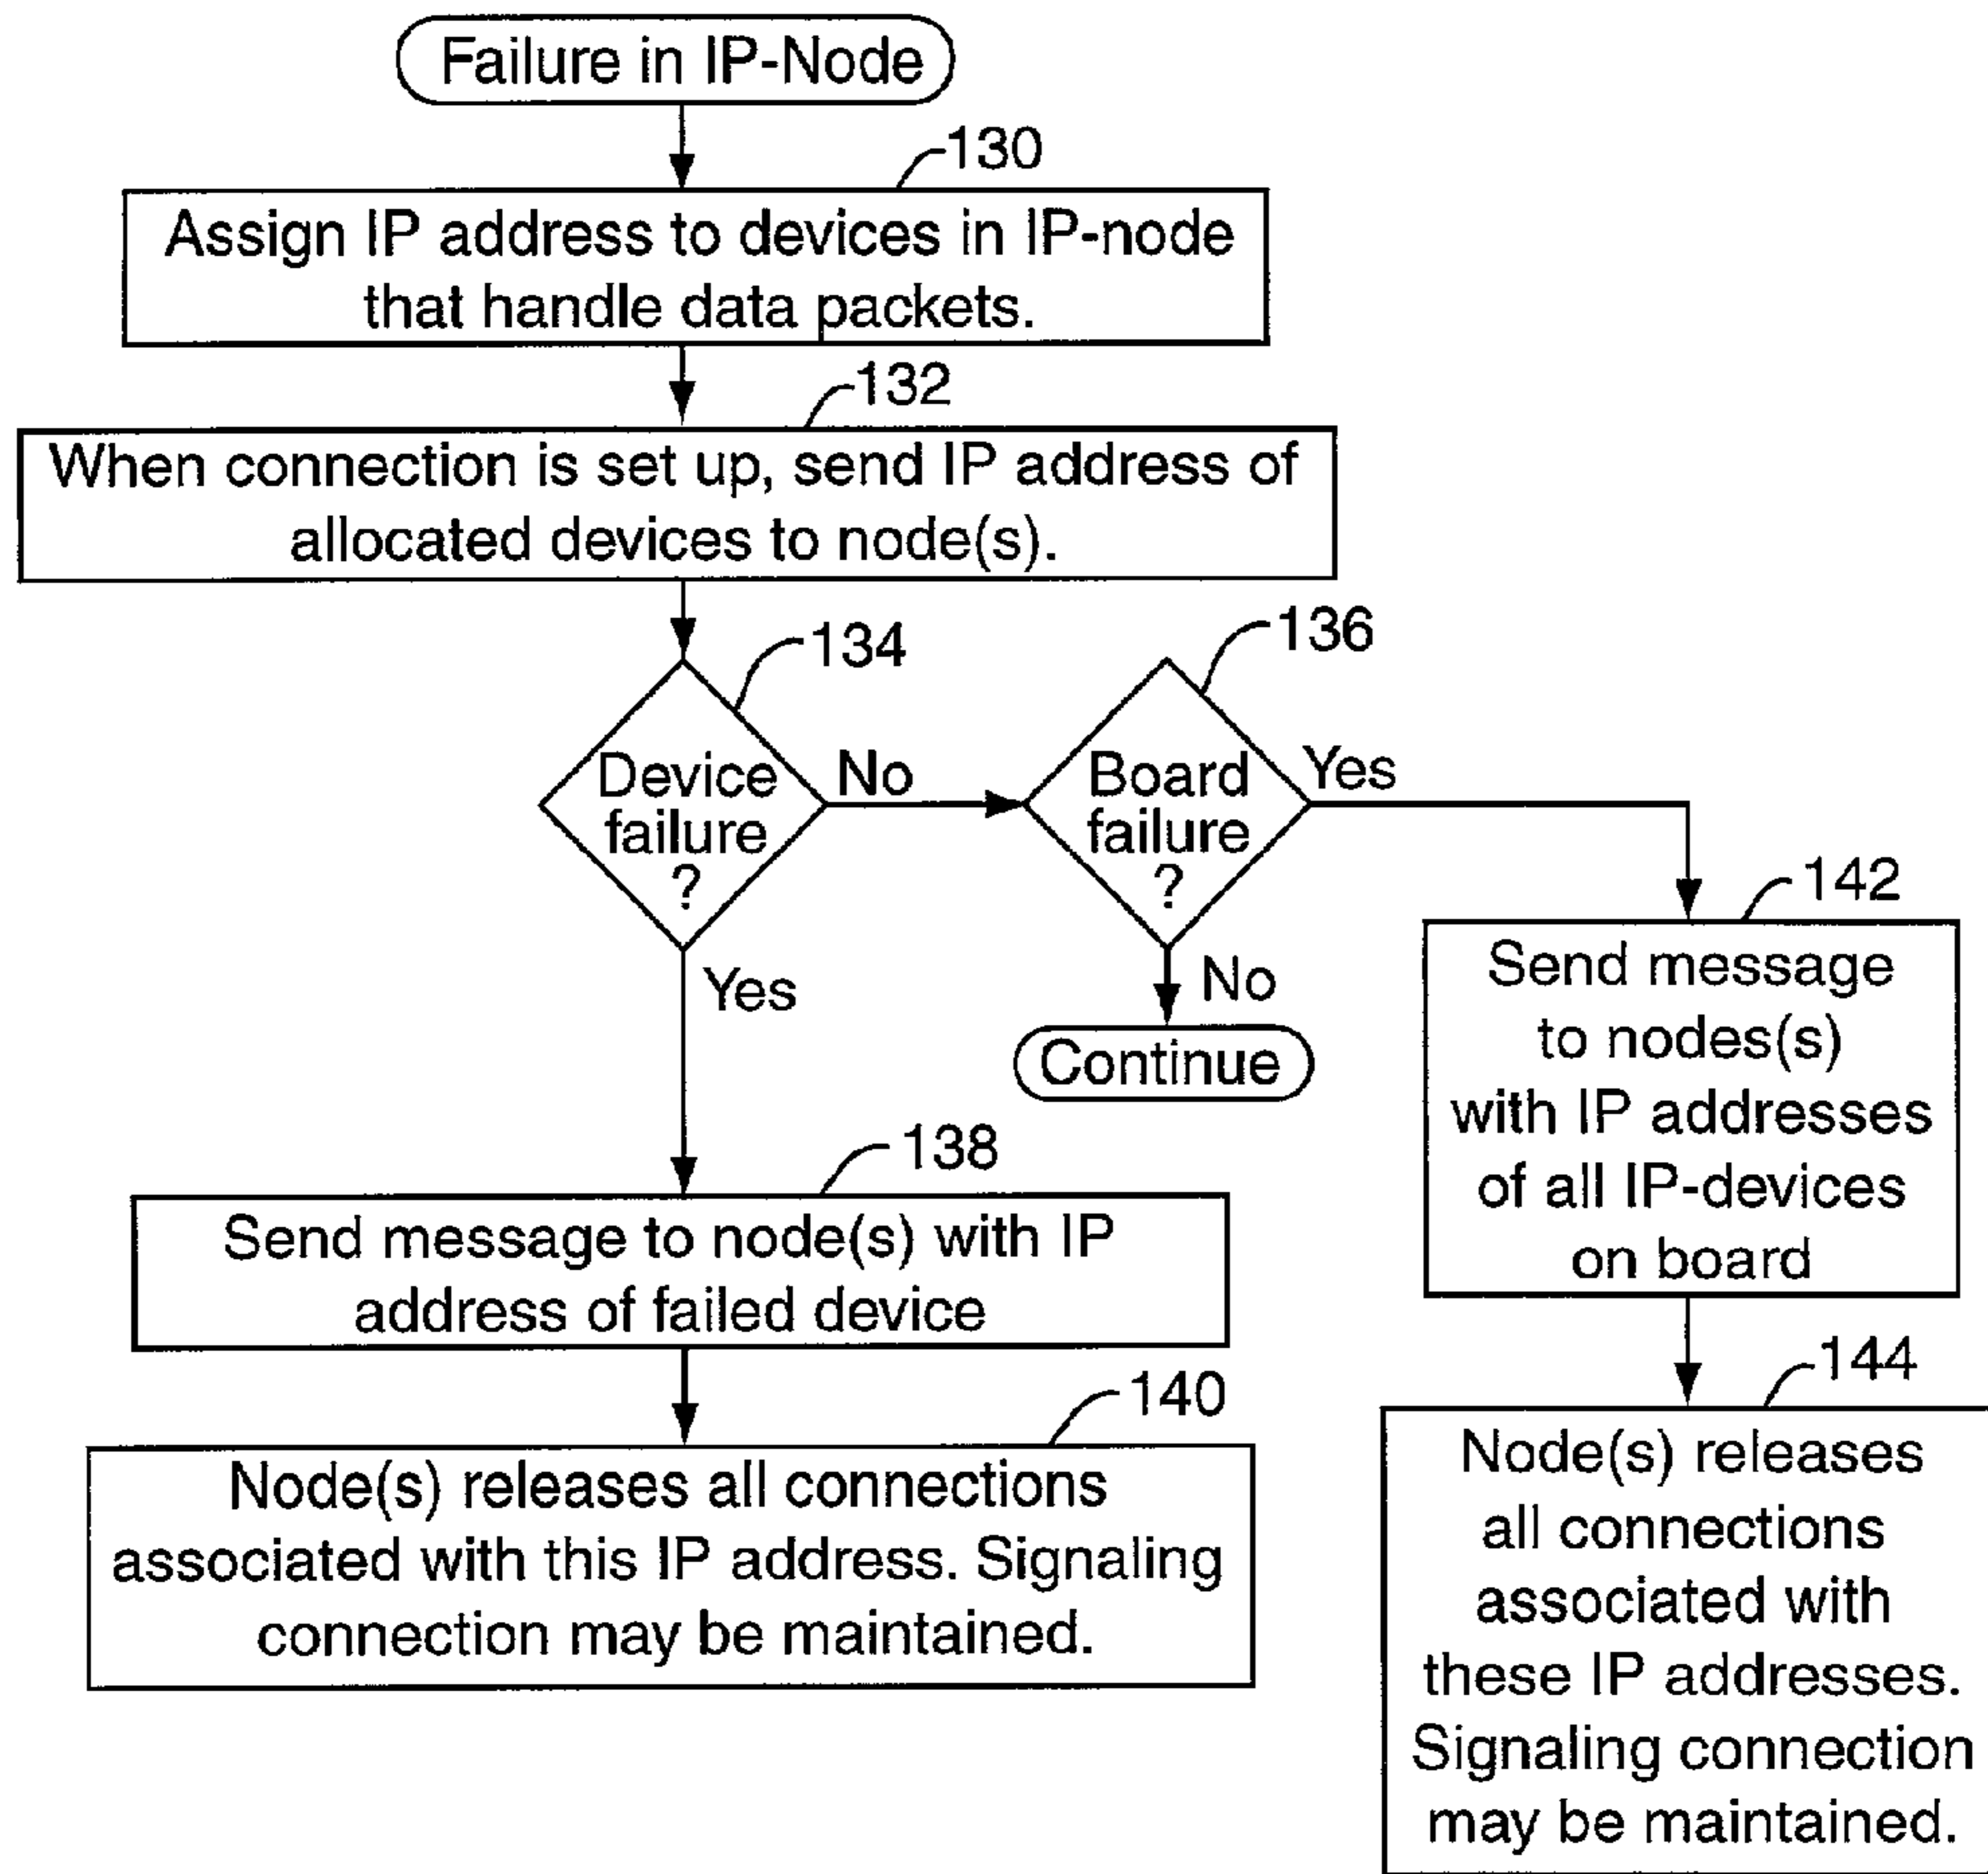 Failure in IP-Node
130
Assign IP address to devices in IP-node
that handle data packets.
132
When connection is set up, send IP address of
allocated devices to node(s).
134
136
Device
failure
?
No
Board
failure
?
Yes
Yes
No
Continue
142
Send message
to nodes(s)
with IP addresses
of all IP-devices
on board
138
Send message to node(s) with IP
address of failed device
140
Node(s) releases all connections
associated with this IP address. Signaling
connection may be maintained.
144
Node(s) releases
all connections
associated with
these IP addresses.
Signaling connection
may be maintained.